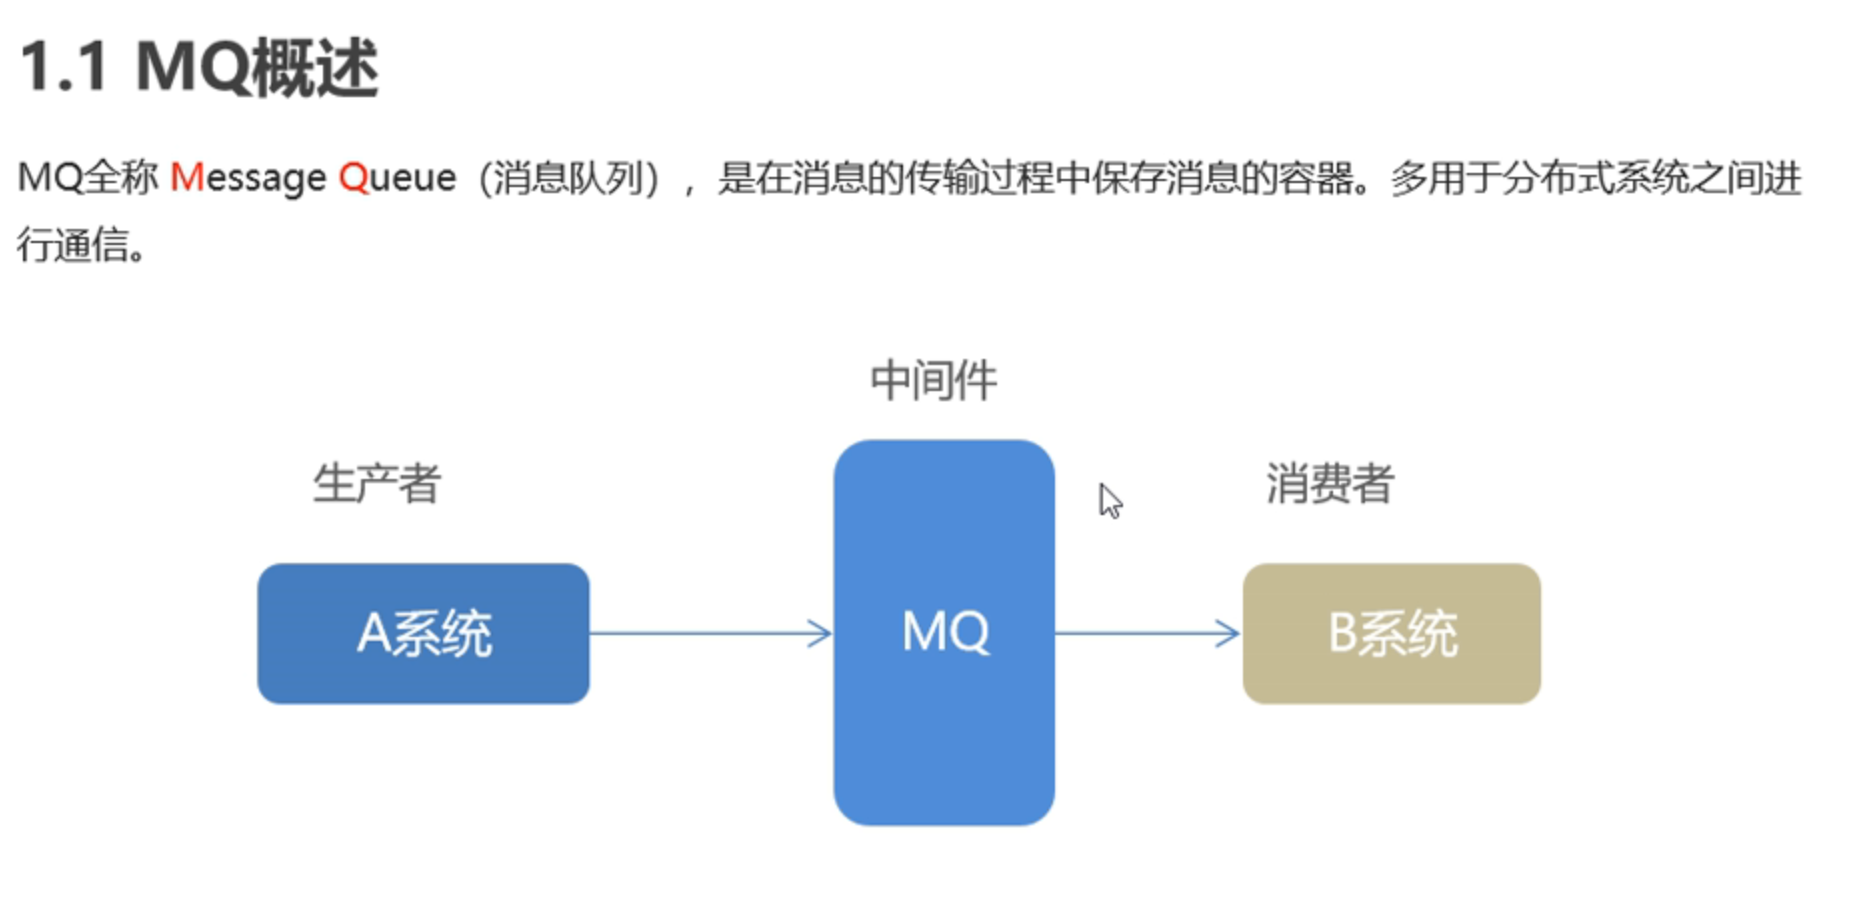 1.1 MQ概述
MQ全称 Message Queue（消息队列），是在消息的传输过程中保存消息的容器。多用于分布式系统之间进
行通信。
中间件
生产者
消费者
A系统
MQ
B系统